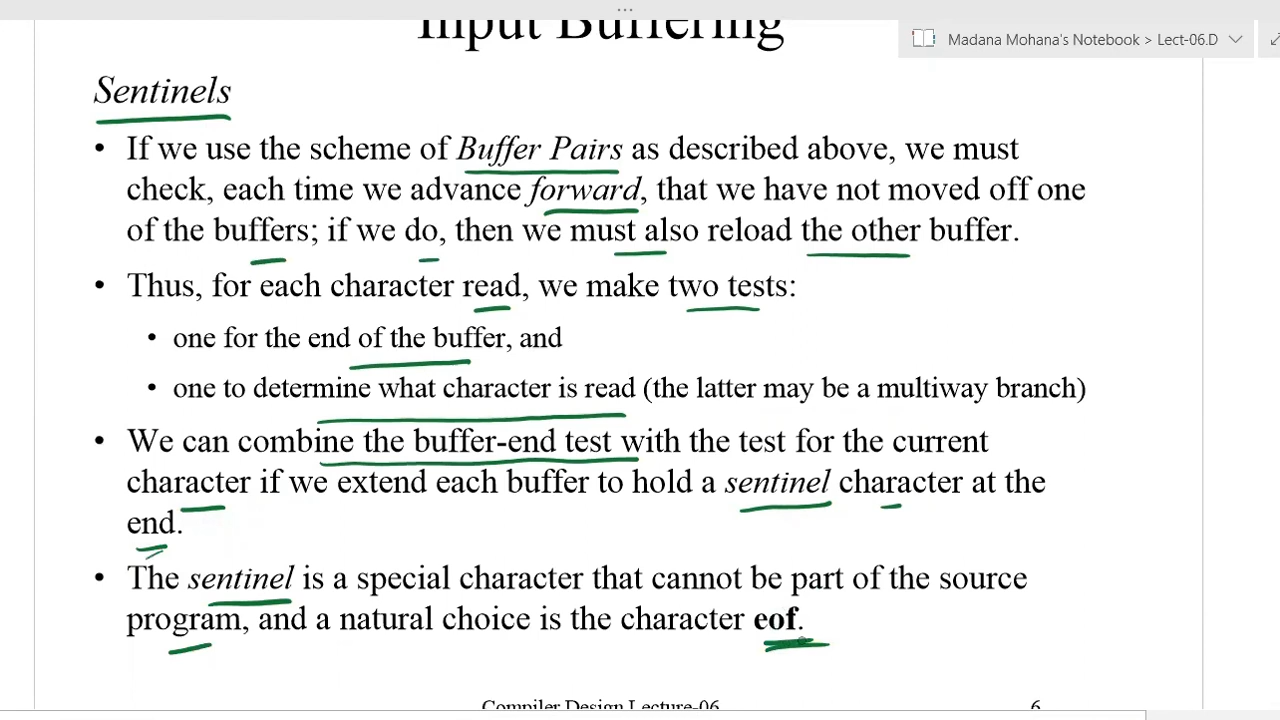 Input Buffering
Madana Mohana's Notebook > Lect-06.D
Sentinels
• If we use the scheme of Buffer Pairs as described above, we must
check, each time we advance forward, that we have not moved off one
of the buffers; if we do, then we must also reload the other buffer.
• Thus, for each character read, we make two tests:
• one for the end of the buffer, and
• one to determine what character is read (the latter may be a multiway branch)
• We can combine the buffer-end test with the test for the current
character if we extend each buffer to hold a sentinel character at the
end.
• The sentinel is a special character that cannot be part of the source
program, and a natural choice is the character eof.
Compiler Design Lecture-06
6